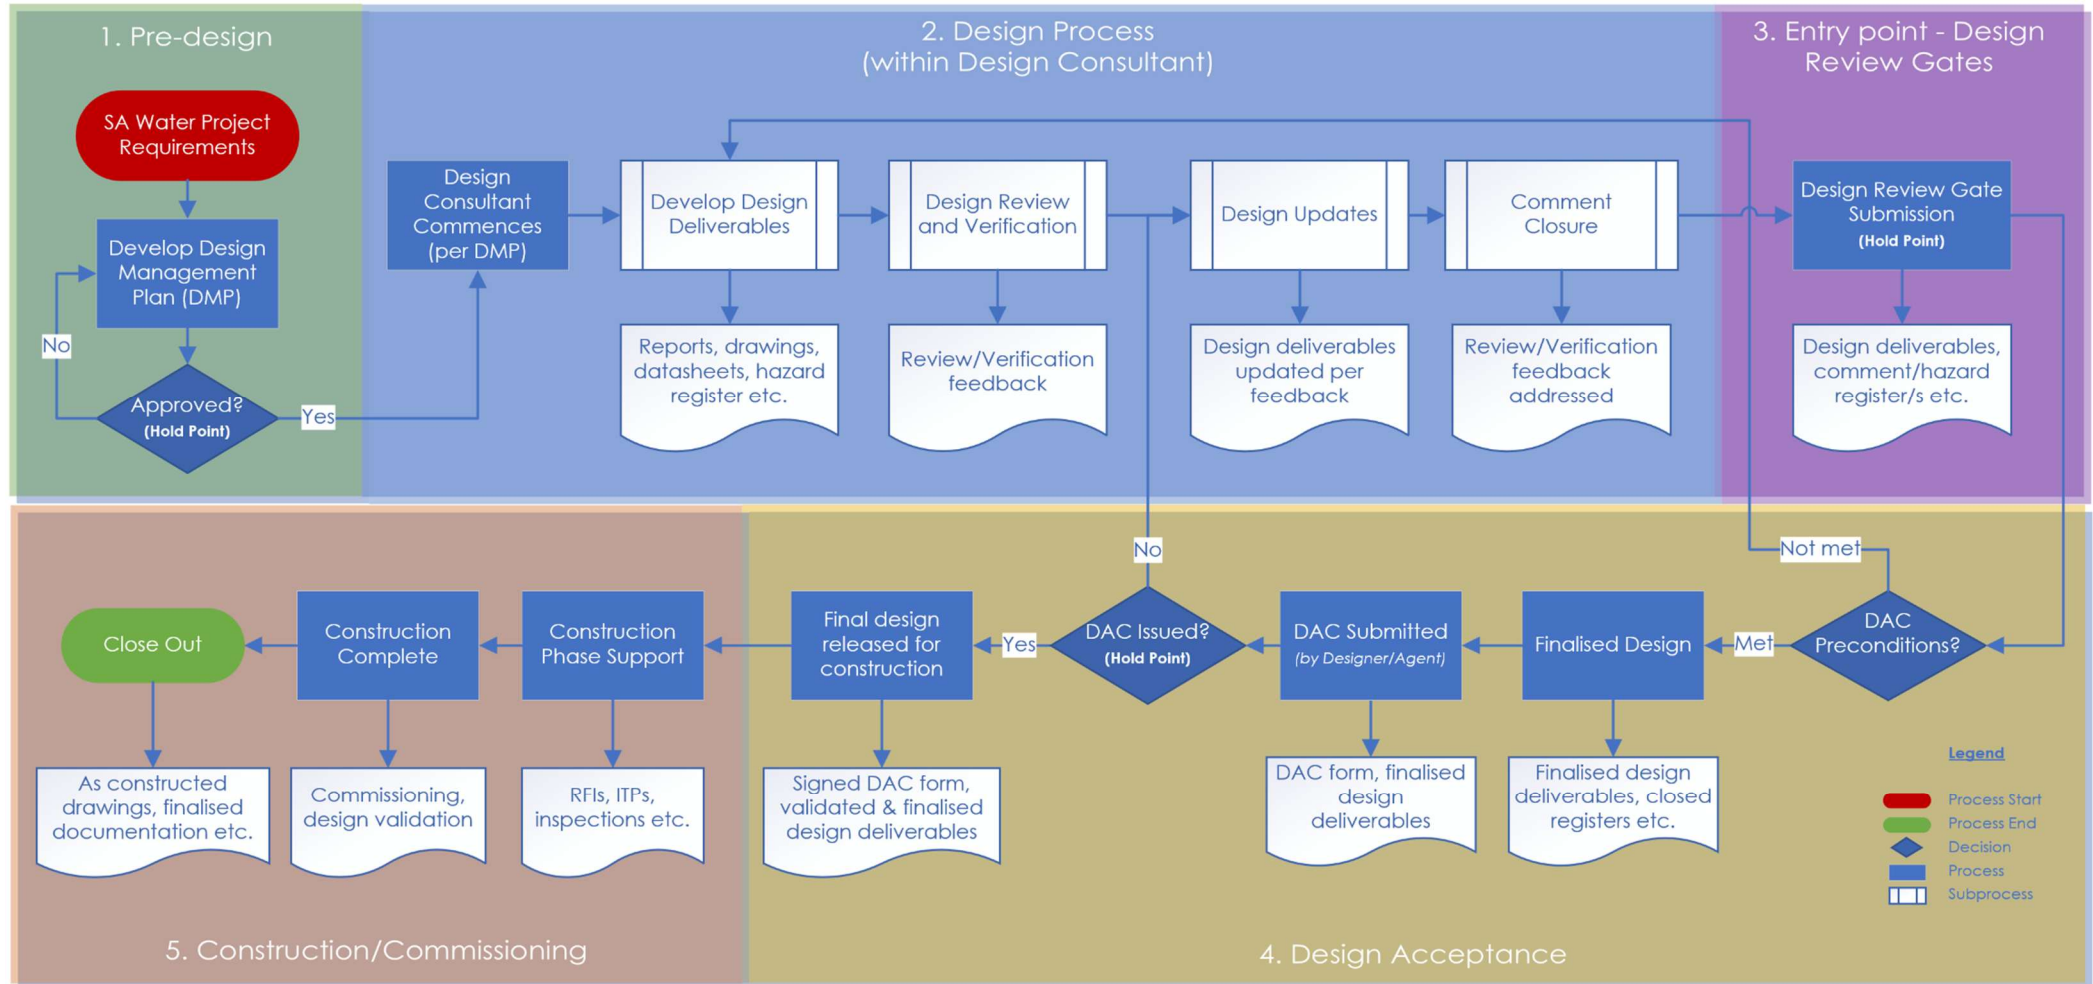 1. Pre-design
2. Design Process
(within Design Consultant)
3. Entry point - Design
Review Gates
SA Water Project
Requirements
Develop Design
Management
Plan (DMP)
No
Approved?
(Hold Point)
Yes
Design
Consultant
Commences
(per DMP)
Develop Design
Deliverables
Reports, drawings,
datasheets, hazard
register etc.
Design Review
and Verification
Review/Verification
feedback
Design Updates
Design deliverables
updated per
feedback
Comment
Closure
Review/Verification
feedback
addressed
Design Review Gate
Submission
(Hold Point)
Design deliverables,
comment/hazard
register/s etc.
Not met
DAC
Preconditions?
Met
Finalised Design
Finalised design
deliverables, closed
registers etc.
DAC Submitted
(by Designer/Agent)
DAC form, finalised
design
deliverables
No
DAC Issued?
(Hold Point)
Yes
Final design
released for
construction
Signed DAC form,
validated & finalised
design deliverables
Construction
Phase Support
RFIs, ITPs,
inspections etc.
Construction
Complete
Commissioning,
design validation
Close Out
As constructed
drawings, finalised
documentation etc.
Legend
Process Start
Process End
Decision
Process
Subprocess
5. Construction/Commissioning
4. Design Acceptance